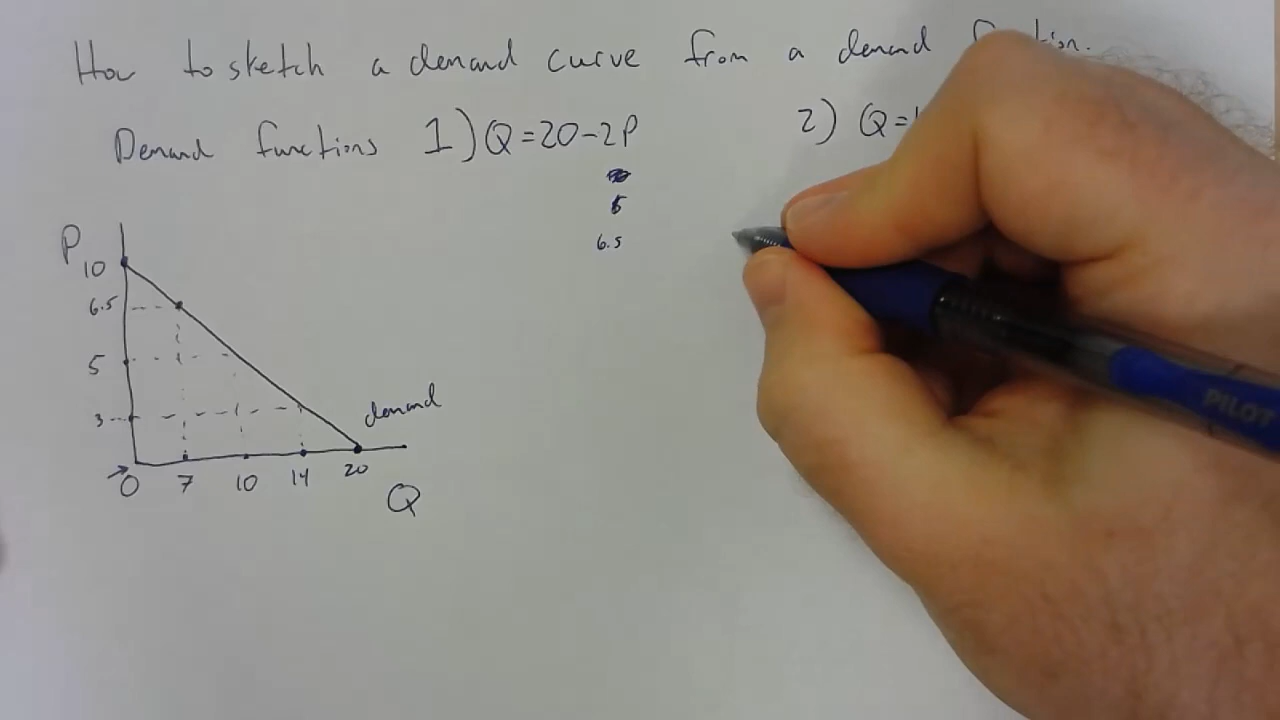 How to sketch a demand curve from a demand
Demand functions 1) Q=20-2P
2) Q=
5
6.5
P
10
6.5
5
3
demand
0 7 10 14 20
Q
PILOT